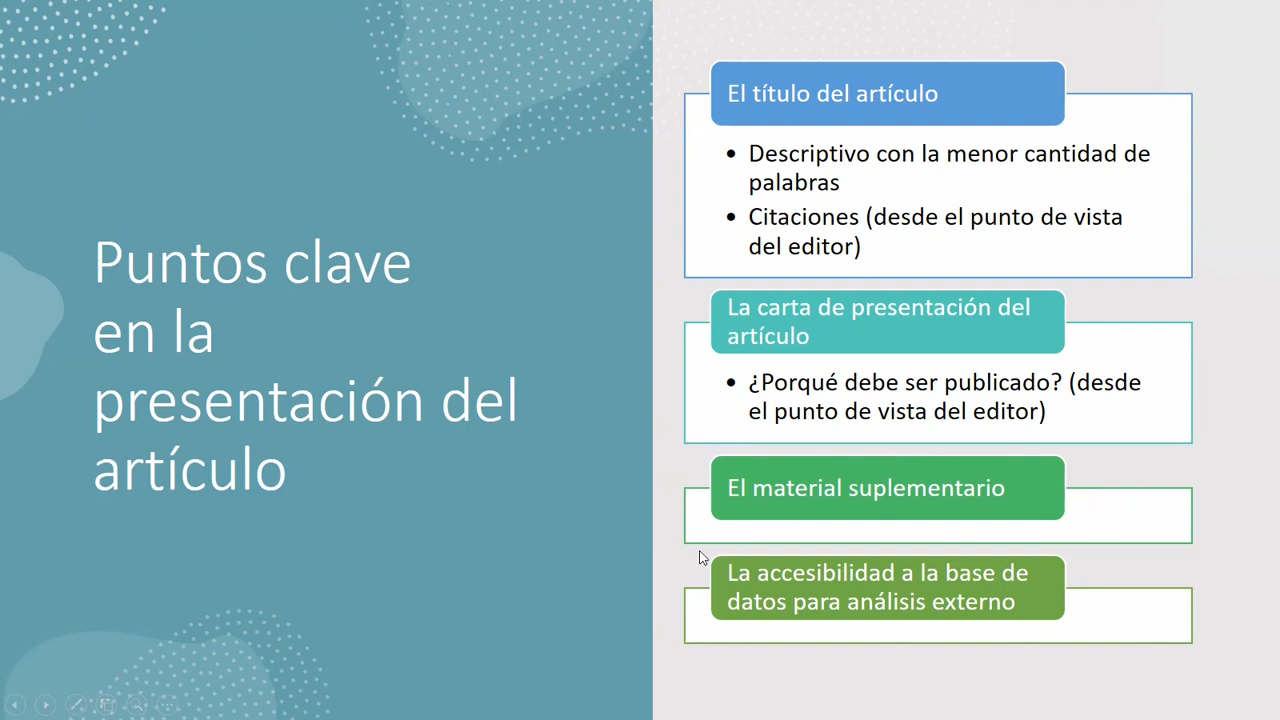 Puntos clave
en la
presentación del
artículo
El título del artículo
• Descriptivo con la menor cantidad de
palabras
• Citaciones (desde el punto de vista
del editor)
La carta de presentación del
artículo
• ¿Porqué debe ser publicado? (desde
el punto de vista del editor)
El material suplementario
La accesibilidad a la base de
datos para análisis externo